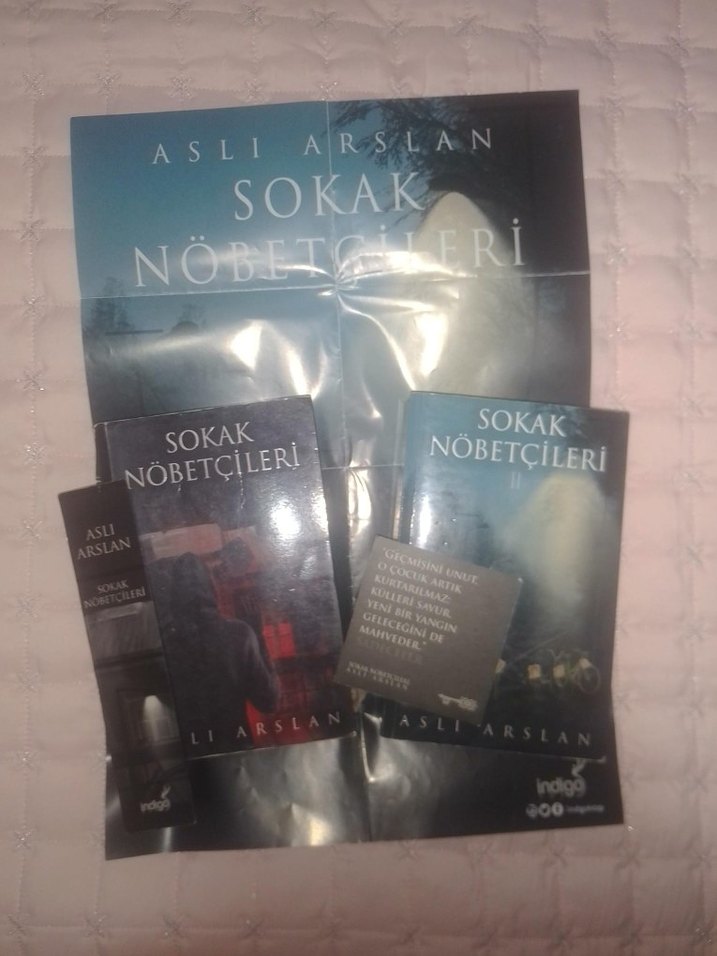 ASLI ARSLAN
SOKAK
NÖBETÇİLERİ
SOKAK
NÖBETÇİLERİ
LI ARSLAN
SOKAK
NÖBETÇİLERİ
II
ASLI ARSLAN
ASLI
ARSLAN
SOKAK
NÖBETÇİLERİ
indigo
"GEÇMİŞİNİ UNUT,
O ÇOCUK ARTIK
KURTARILMAZ.
KÜLLERİ SAVUR,
YENİ BİR YANGIN
GELECEĞİNİ DE
MAHVEDER."
SOKAK NÖBETÇİLERİ
ASLI ARSLAN
indigo